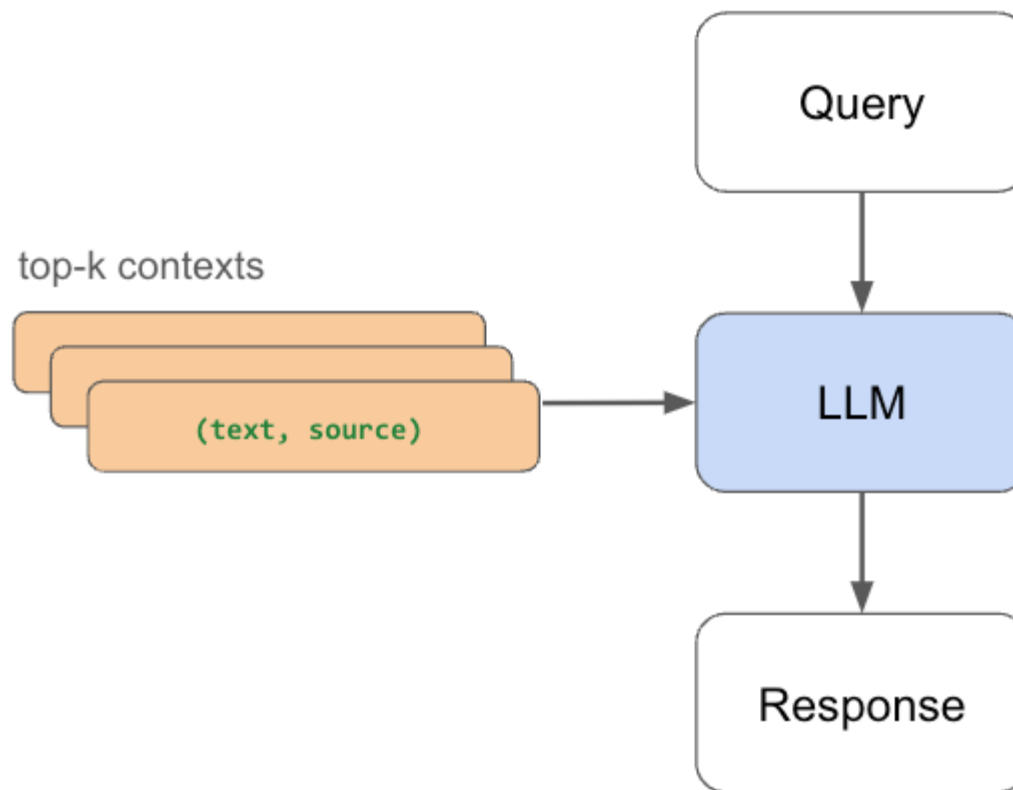 Query
top-k contexts
(text, source)
LLM
Response